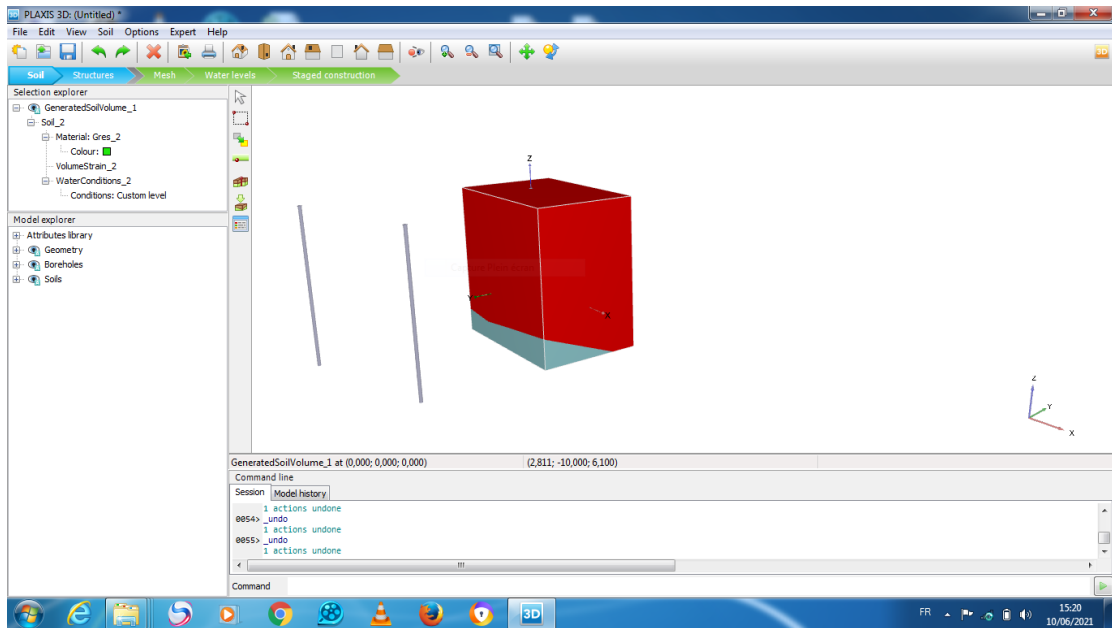 PLAXIS 3D: (Untitled) *
File Edit View Soil Options Expert Help
Soil Structures Mesh Water levels Staged construction
Selection explorer
GeneratedSoilVolume_1
Soil_2
Material: Gres_2
Colour:
VolumeStrain_2
WaterConditions_2
Conditions: Custom level
Model explorer
Attributes library
Geometry
Boreholes
Soils
Z
Y
X
Z
Y
X
GeneratedSoilVolume_1 at (0,000; 0,000; 0,000) (2,811; -10,000; 6,100)
Command line
Session Model history
1 actions undone
0054> _undo
1 actions undone
0055> _undo
1 actions undone
Command
3D
FR 15:20
10/06/2021